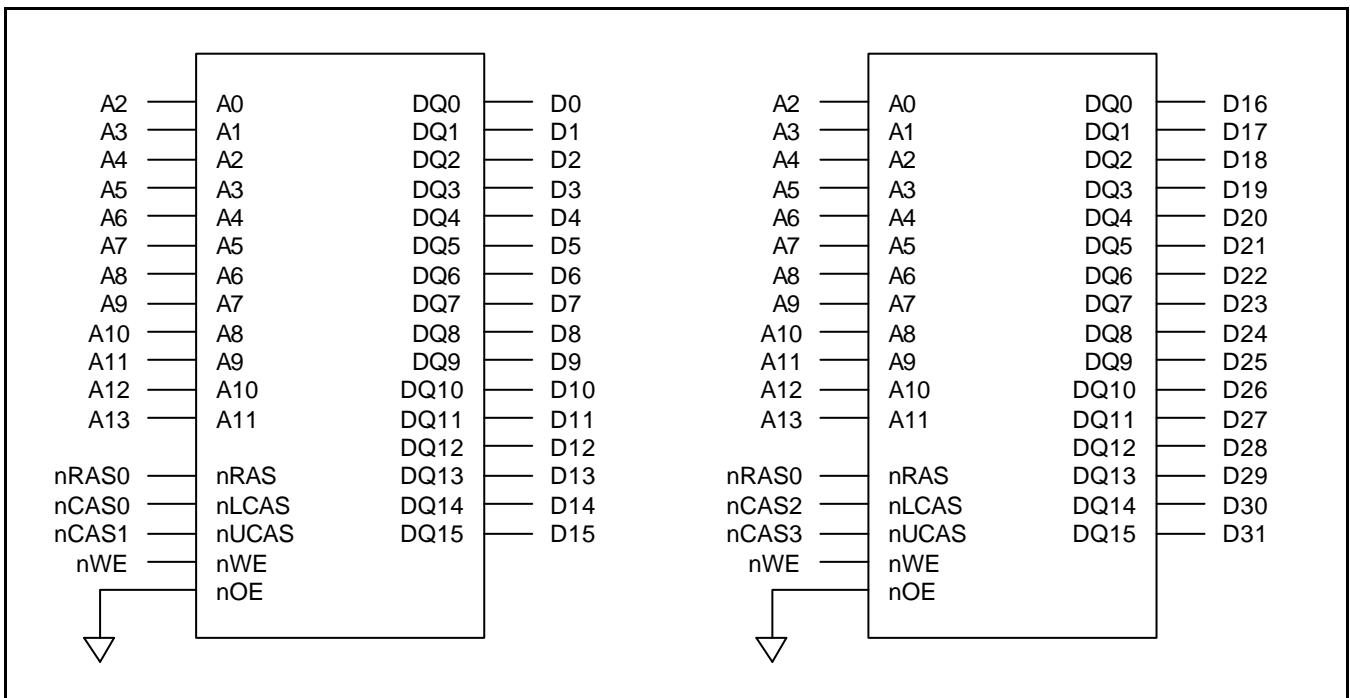 A2 A0 DQ0 D0 A2 A0 DQ0 D16
A3 A1 DQ1 D1 A3 A1 DQ1 D17
A4 A2 DQ2 D2 A4 A2 DQ2 D18
A5 A3 DQ3 D3 A5 A3 DQ3 D19
A6 A4 DQ4 D4 A6 A4 DQ4 D20
A7 A5 DQ5 D5 A7 A5 DQ5 D21
A8 A6 DQ6 D6 A8 A6 DQ6 D22
A9 A7 DQ7 D7 A9 A7 DQ7 D23
A10 A8 DQ8 D8 A10 A8 DQ8 D24
A11 A9 DQ9 D9 A11 A9 DQ9 D25
A12 A10 DQ10 D10 A12 A10 DQ10 D26
A13 A11 DQ11 D11 A13 A11 DQ11 D27
DQ12 D12 DQ12 D28
nRAS0 nRAS DQ13 D13 nRAS0 nRAS DQ13 D29
nCAS0 nLCAS DQ14 D14 nCAS2 nLCAS DQ14 D30
nCAS1 nUCAS DQ15 D15 nCAS3 nUCAS DQ15 D31
nWE nWE nWE nWE
nOE nOE